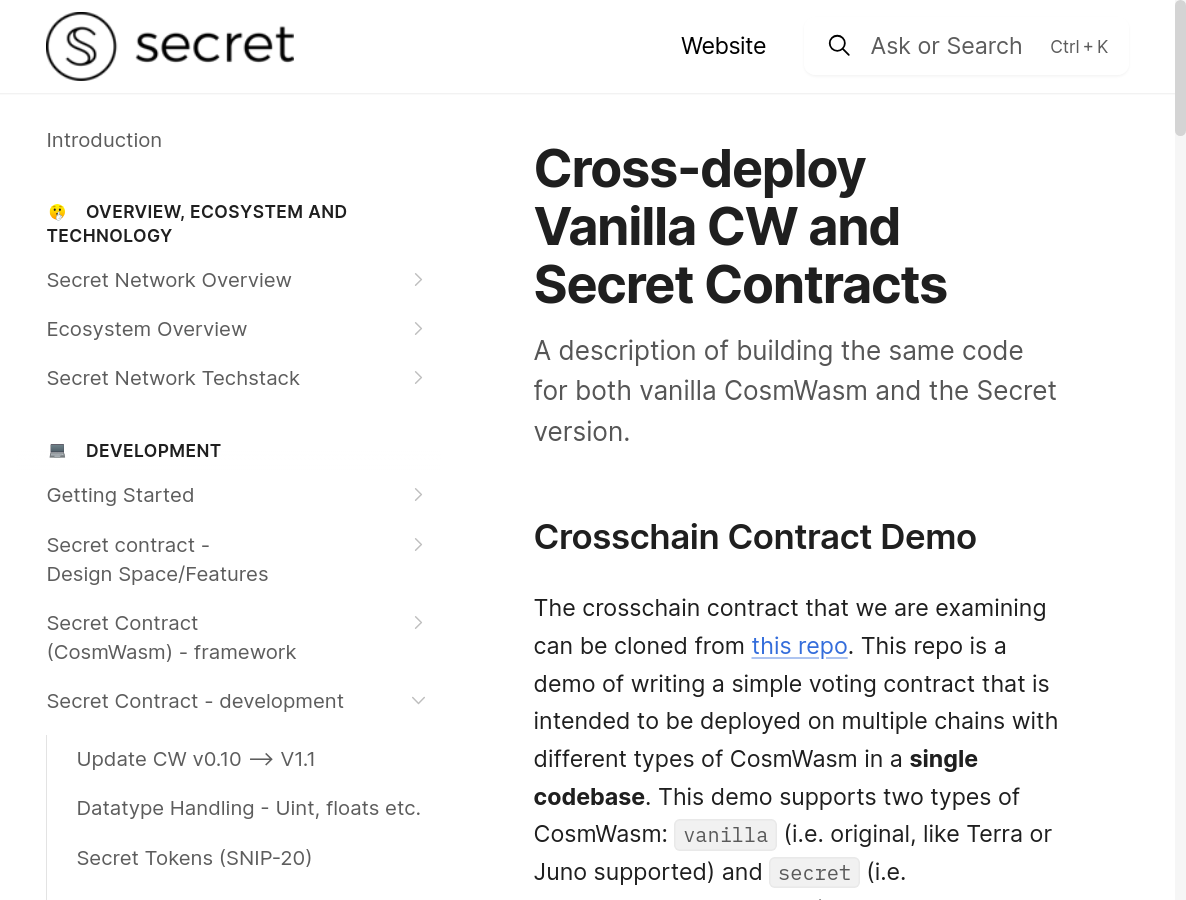 secret
Website
Ask or Search
Ctrl + K
Introduction
OVERVIEW, ECOSYSTEM AND
TECHNOLOGY
Secret Network Overview
Ecosystem Overview
Secret Network Techstack
DEVELOPMENT
Getting Started
Secret contract -
Design Space/Features
Secret Contract
(CosmWasm) - framework
Secret Contract - development
Update CW v0.10 --> V1.1
Datatype Handling - Uint, floats etc.
Secret Tokens (SNIP-20)
Cross-deploy
Vanilla CW and
Secret Contracts
A description of building the same code
for both vanilla CosmWasm and the Secret
version.
Crosschain Contract Demo
The crosschain contract that we are examining
can be cloned from this repo. This repo is a
demo of writing a simple voting contract that is
intended to be deployed on multiple chains with
different types of CosmWasm in a single
codebase. This demo supports two types of
CosmWasm: vanilla (i.e. original, like Terra or
Juno supported) and secret (i.e.